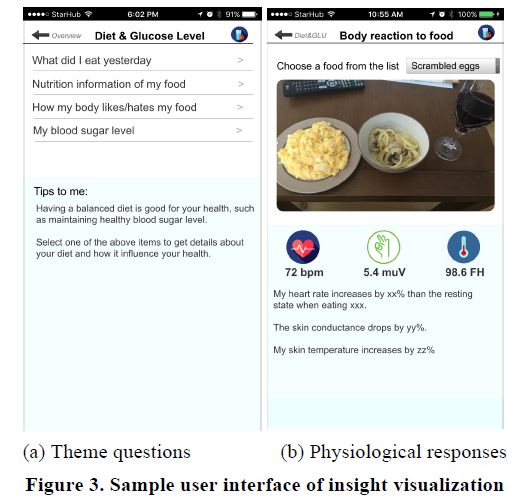 ●●●●○ StarHub 6:02 PM 91%
Overview Diet & Glucose Level
What did I eat yesterday >
Nutrition information of my food >
How my body likes/hates my food >
My blood sugar level >
Tips to me:
Having a balanced diet is good for your health, such
as maintaining healthy blood sugar level.
Select one of the above items to get details about
your diet and how it influence your health.
(a) Theme questions
●●●●○ StarHub 10:55 AM 100%
Diet&GLU Body reaction to food
Choose a food from the list Scrambled eggs
72 bpm 5.4 muV 98.6 FH
My heart rate increases by xx% than the resting
state when eating xxx.
The skin conductance drops by yy%.
My skin temperature increases by zz%
(b) Physiological responses
Figure 3. Sample user interface of insight visualization